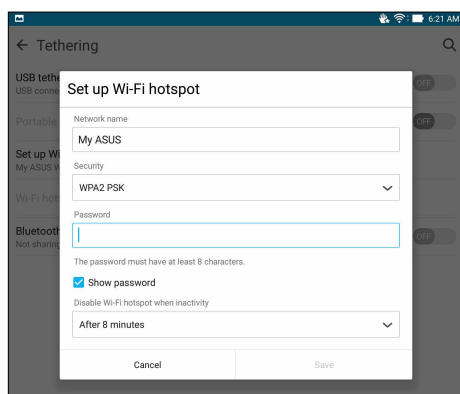 6:21 AM
Tethering
USB tethe
USB conne
OFF
Portable
OFF
Set up Wi
My ASUS W
Wi-Fi hot
Bluetooth
Not sharing
OFF
Set up Wi-Fi hotspot
Network name
My ASUS
Security
WPA2 PSK
Password
The password must have at least 8 characters.
Show password
Disable Wi-Fi hotspot when inactivity
After 8 minutes
Cancel
Save